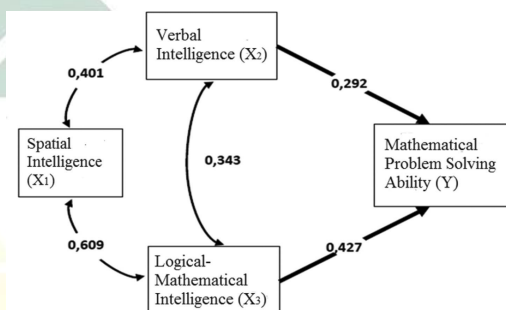 Verbal
Intelligence (X₂)
0,401
0,292
Spatial
Intelligence
(X₁)
0,343
Mathematical
Problem Solving
Ability (Y)
0,609
0,427
Logical-
Mathematical
Intelligence (X₃)